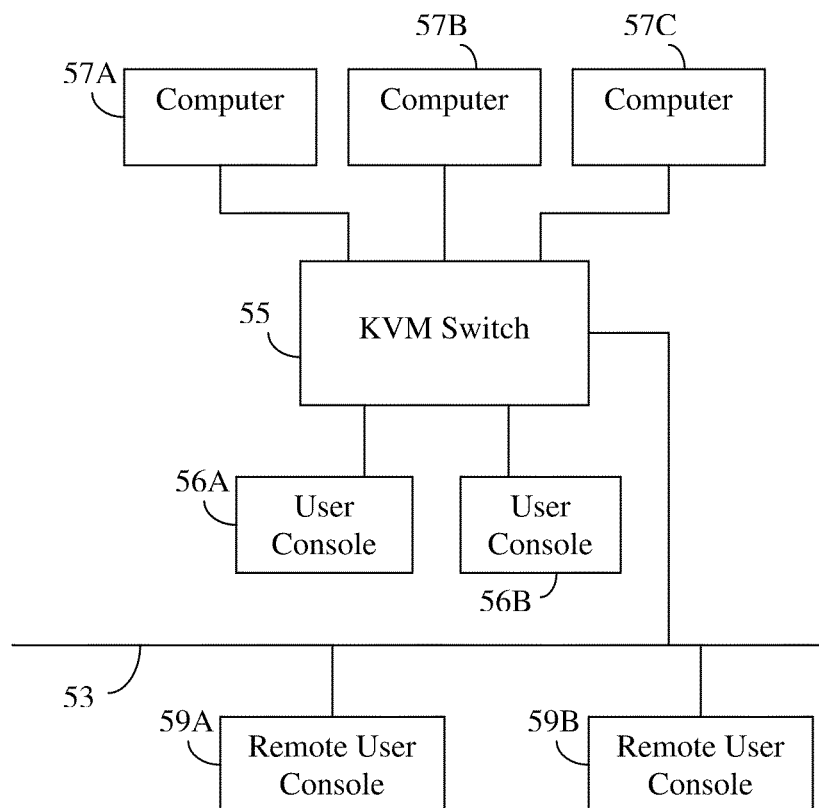 57B
57C
57A
Computer
Computer
Computer
55
KVM Switch
56A
User
Console
User
Console
56B
53
59A
Remote User
Console
59B
Remote User
Console